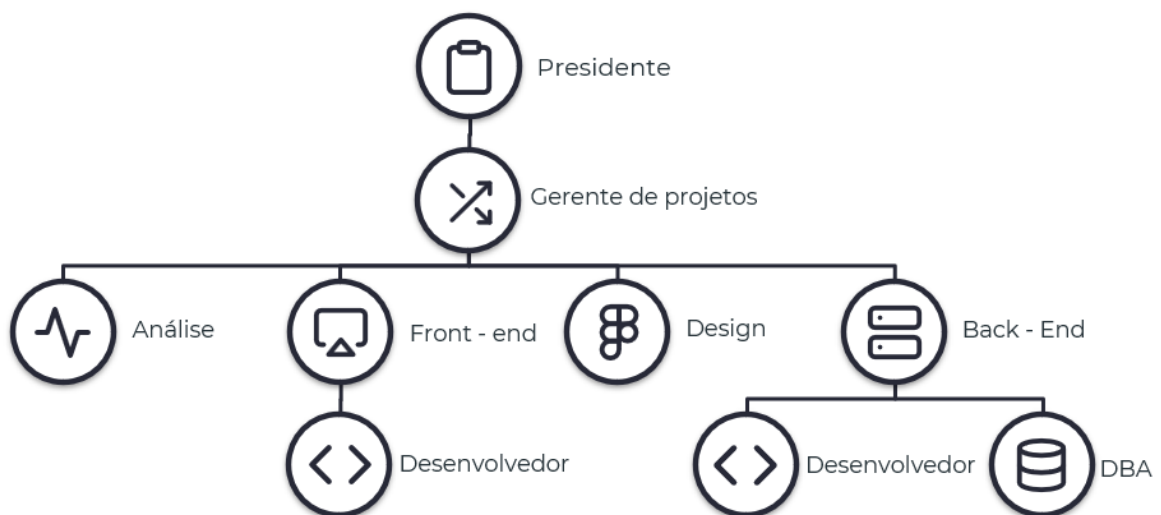 Presidente
Gerente de projetos
Análise
Front - end
Design
Back - End
Desenvolvedor
Desenvolvedor
DBA